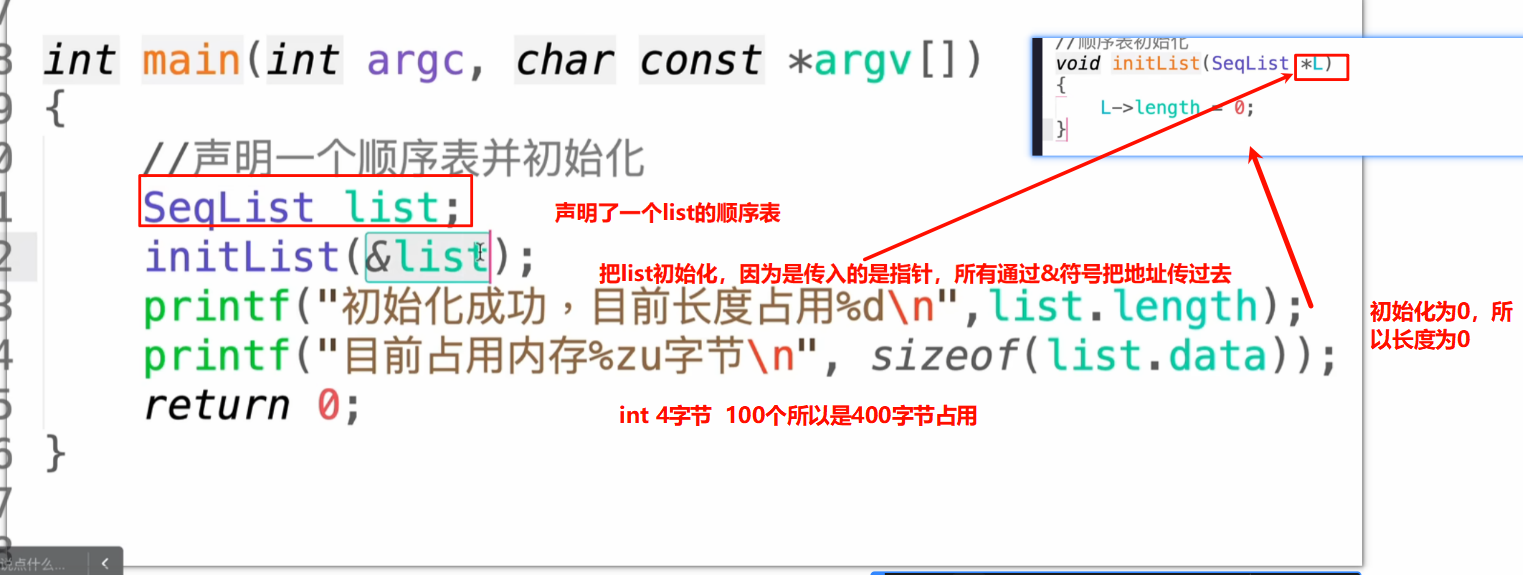 8 int main(int argc, char const *argv[])
//顺序表初始化
void initList(SeqList *L)
{
L->length = 0;
}
9 {
0 //声明一个顺序表并初始化
1 SeqList list;
声明了一个list的顺序表
2 initList(&list);
把list初始化，因为是传入的是指针，所有通过&符号把地址传过去
3 printf("初始化成功，目前长度占用%d\n",list.length);
初始化为0，所
以长度为0
4 printf("目前占用内存%zu字节\n", sizeof(list.data));
5 return 0;
int 4字节 100个所以是400字节占用
6 }
7
8
说点什么...